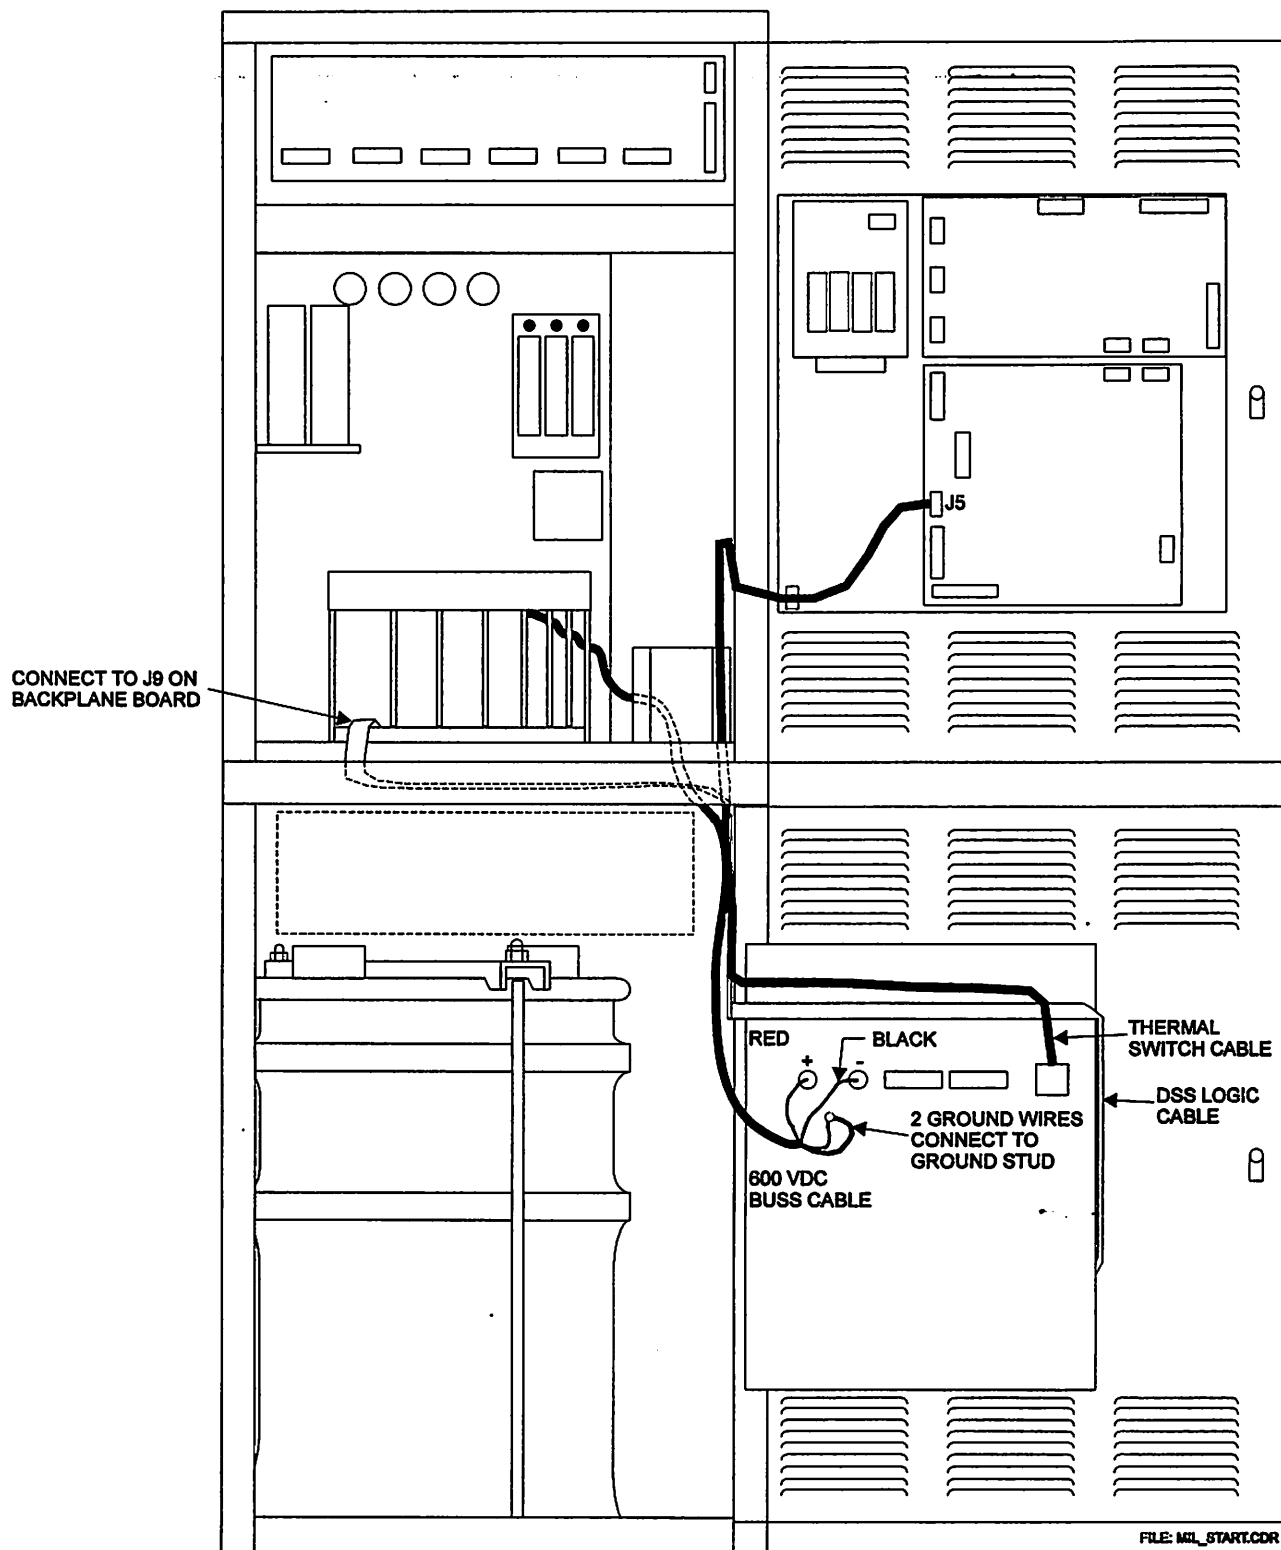 J5
CONNECT TO J9 ON
BACKPLANE BOARD
RED
BLACK
+
-
THERMAL
SWITCH CABLE
DSS LOGIC
CABLE
2 GROUND WIRES
CONNECT TO
GROUND STUD
600 VDC
BUSS CABLE
FILE: MIL_START.CDR